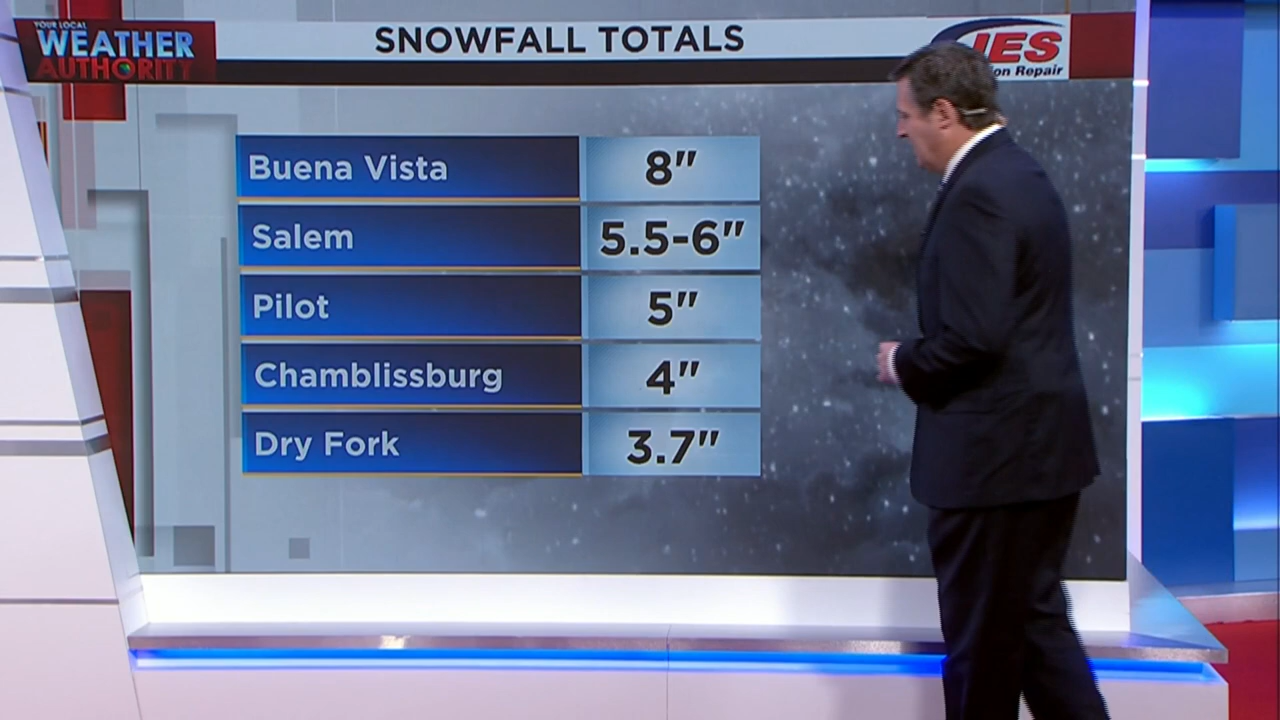 YOUR LOCAL
WEATHER
AUTHORITY
SNOWFALL TOTALS
IES
on Repair
Buena Vista 8"
Salem 5.5-6"
Pilot 5"
Chamblissburg 4"
Dry Fork 3.7"